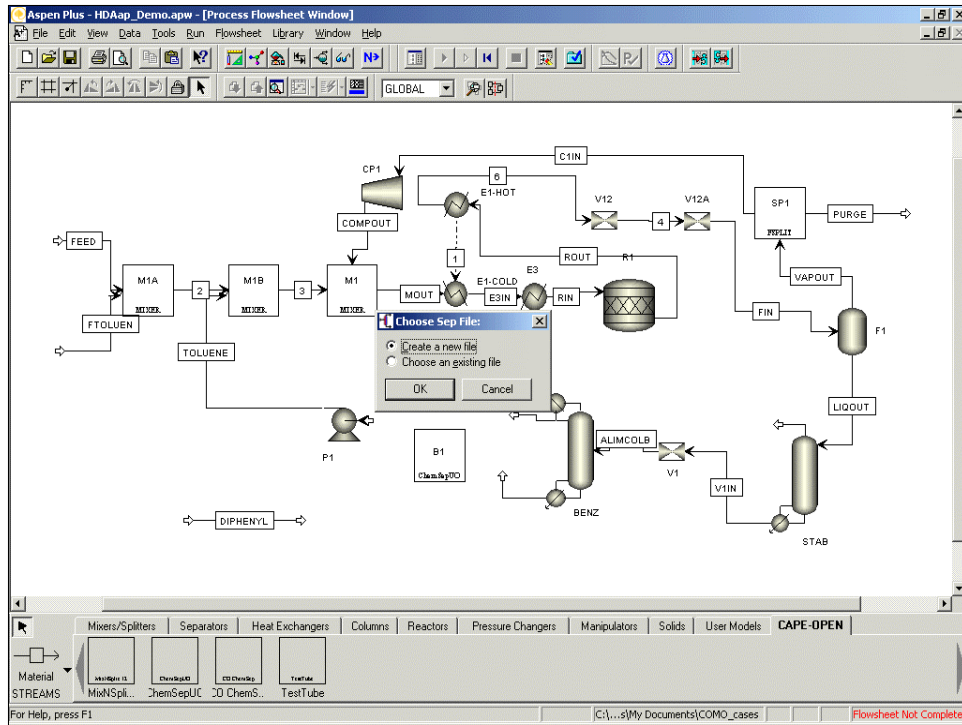 Aspen Plus - HDAap_Demo.apw - [Process Flowsheet Window]
File Edit View Data Tools Run Flowsheet Library Window Help
N»
GLOBAL
C1IN
CP1
6
E1-HOT
V12
V12A
SP1
FSPLIT
PURGE
COMPOUT
4
FEED
1
ROUT
R1
VAPOUT
M1A
MIXER
2
M1B
MIXER
3
M1
MIXER
MOUT
E1-COLD
E3IN
E3
RIN
FIN
F1
FTOLUEN
TOLUENE
Choose Sep File:
Create a new file
Choose an existing file
OK
Cancel
LIQOUT
P1
B1
ChemSepUO
ALIMCOLB
V1
V1IN
BENZ
STAB
DIPHENYL
Mixers/Splitters
Separators
Heat Exchangers
Columns
Reactors
Pressure Changers
Manipulators
Solids
User Models
CAPE-OPEN
Material
STREAMS
ChemSepUO
CO ChemSep
TestTube
MixNSpli...
ChemSepUO
CO ChemS...
TestTube
For Help, press F1
C:\...s\My Documents\COMO_cases
Flowsheet Not Complete